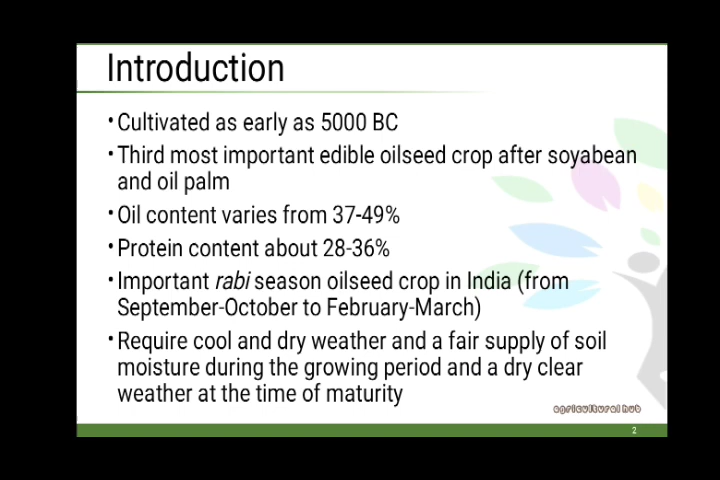 Introduction
•Cultivated as early as 5000 BC
•Third most important edible oilseed crop after soyabean
and oil palm
•Oil content varies from 37-49%
•Protein content about 28-36%
•Important rabi season oilseed crop in India (from
September-October to February-March)
•Require cool and dry weather and a fair supply of soil
moisture during the growing period and a dry clear
weather at the time of maturity
agricultural hub
2